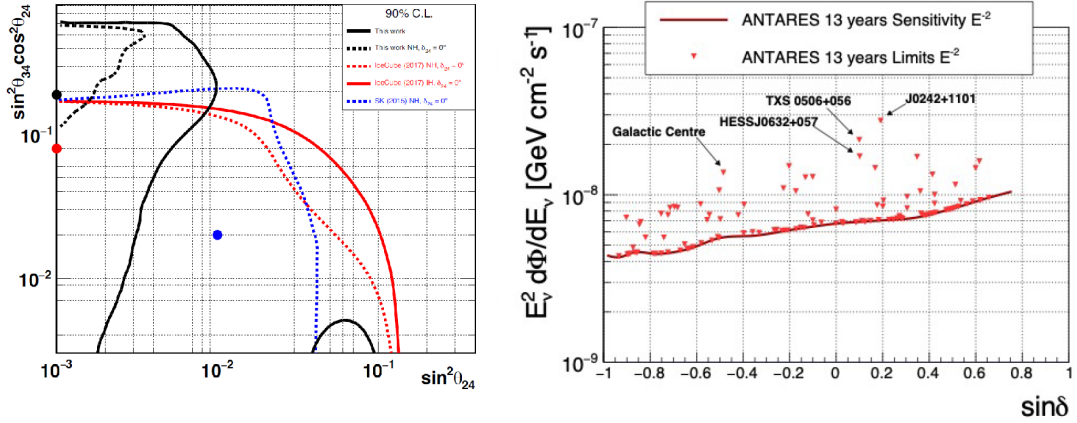 90% C.L.
This work
This work NH, δ₂₄ = 0°
IceCube (2017) NH, δ₂₄ = 0°
IceCube (2017) IH, δ₂₄ = 0°
SK (2015) NH, δ₂₄ = 0°
sin²θ₃₄cos²θ₂₄
10⁻¹
10⁻²
10⁻³
10⁻²
10⁻¹
sin²θ₂₄
ANTARES 13 years Sensitivity E⁻²
ANTARES 13 years Limits E⁻²
TXS 0506+056
J0242+1101
HESSJ0632+057
Galactic Centre
E²ᵥ dΦ/dEᵥ [GeV cm⁻² s⁻¹]
10⁻⁷
10⁻⁸
10⁻⁹
−1 −0.8 −0.6 −0.4 −0.2 0 0.2 0.4 0.6 0.8 1
sinδ